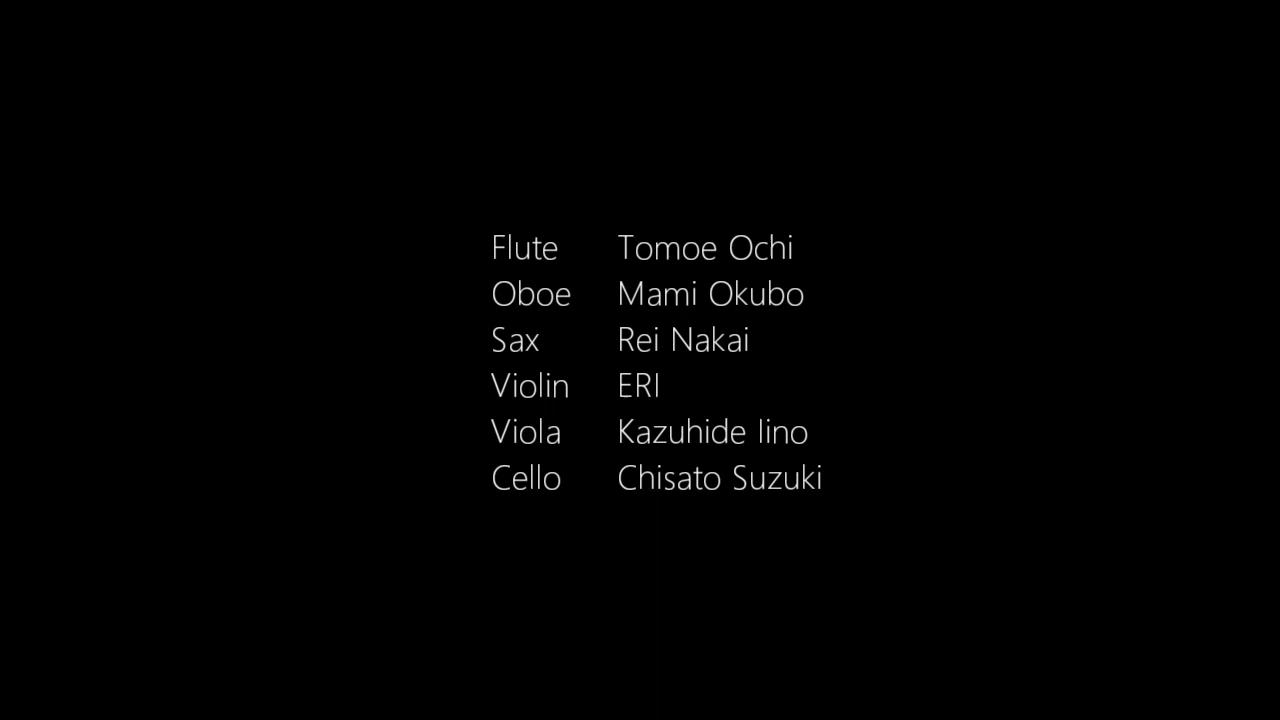 Flute Tomoe Ochi
Oboe Mami Okubo
Sax Rei Nakai
Violin ERI
Viola Kazuhide Iino
Cello Chisato Suzuki